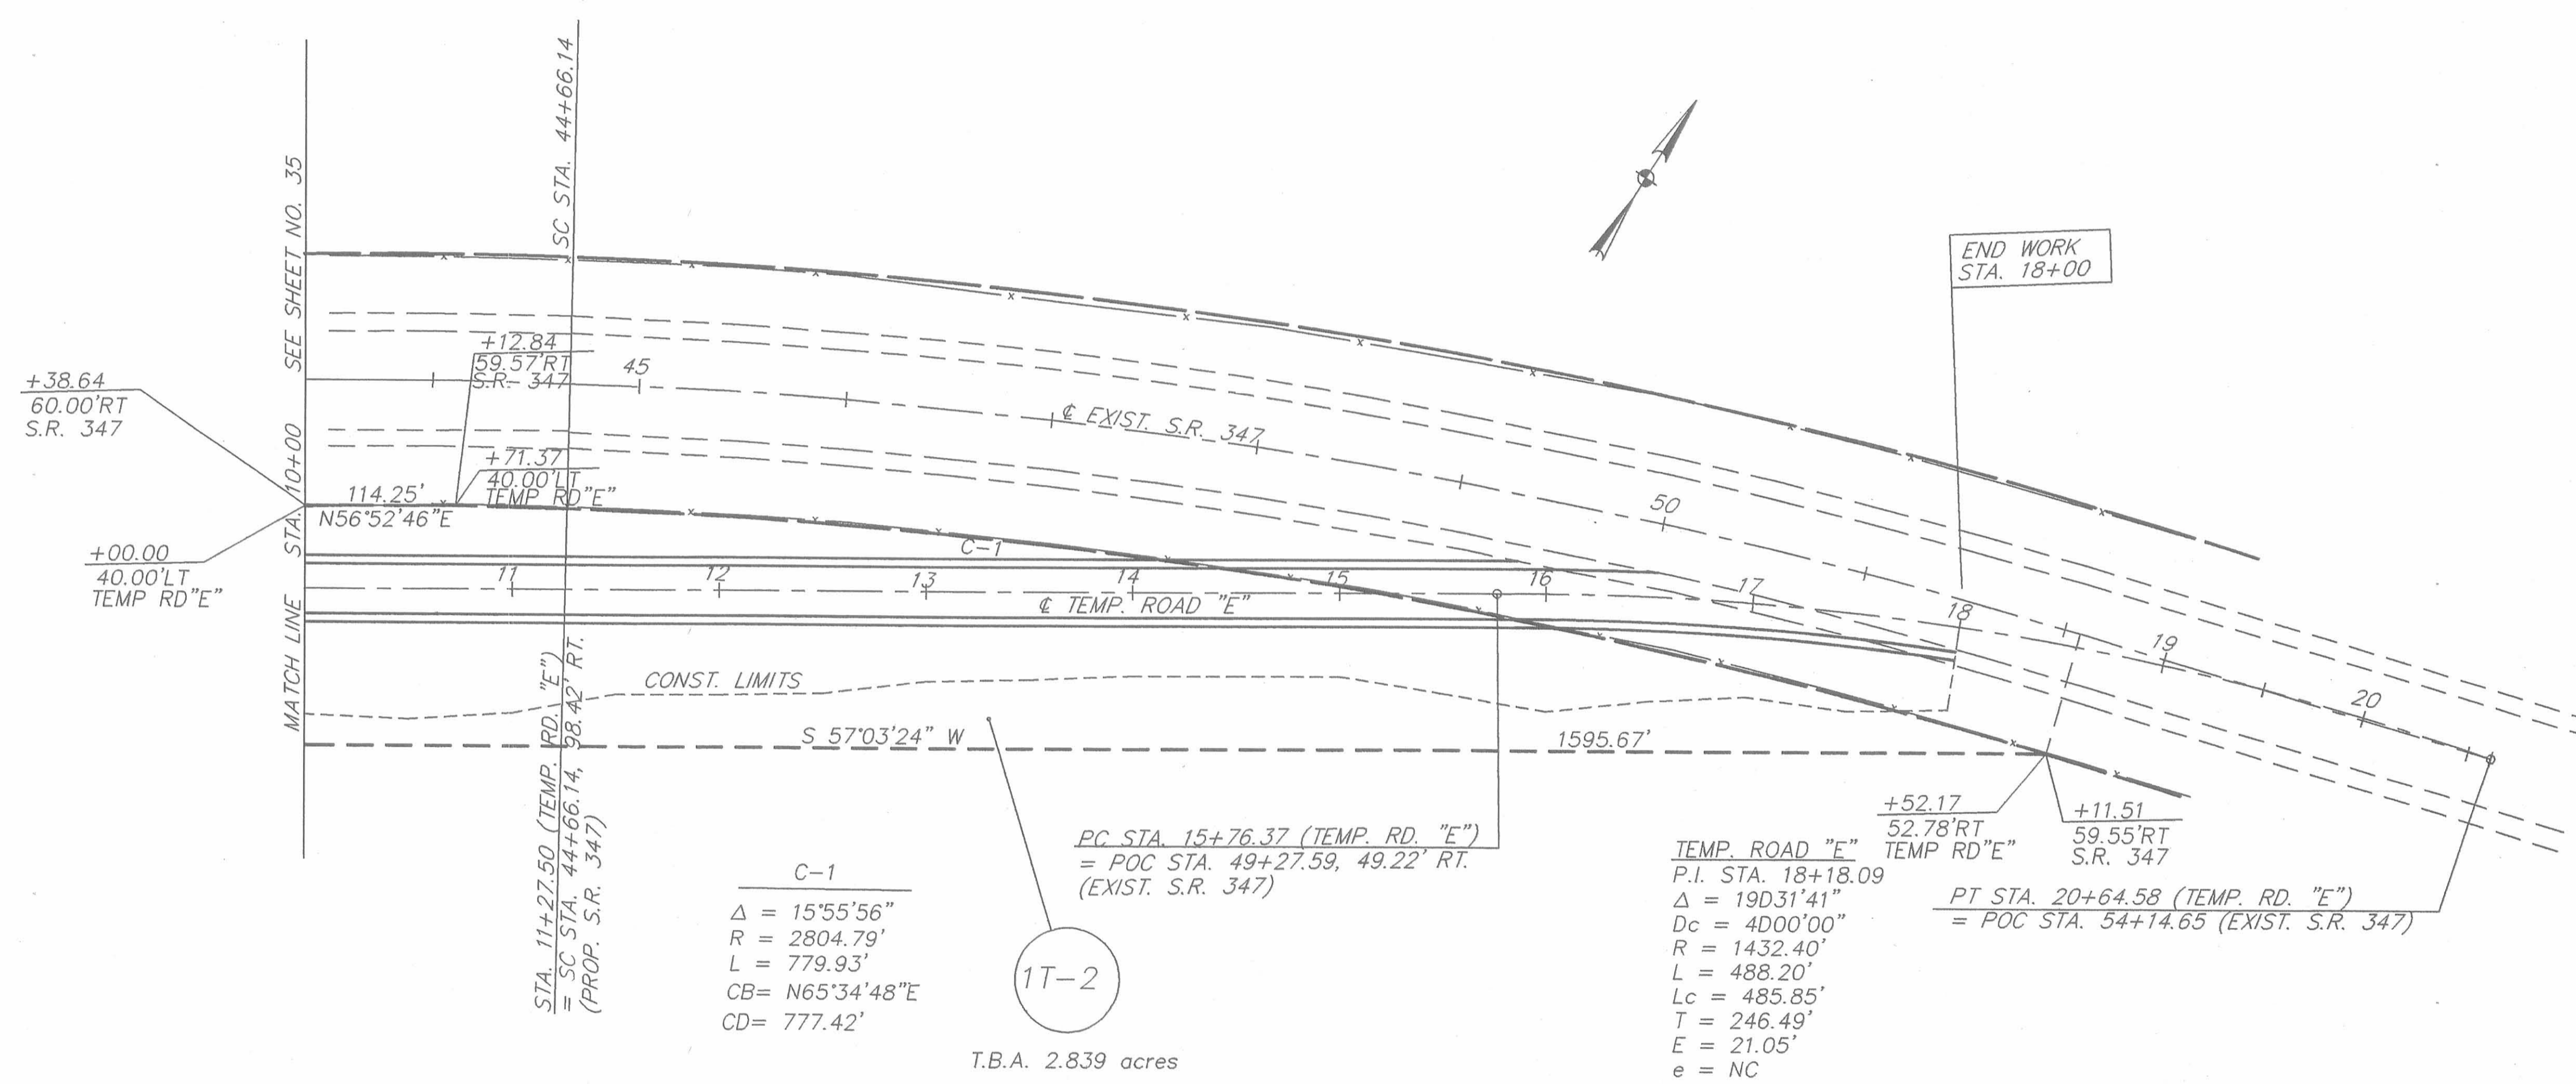 MATCH LINE STA. 10+00 SEE SHEET NO. 35
SC STA. 44+66.14
END WORK
STA. 18+00
+38.64
60.00'RT
S.R. 347
+12.84
59.57'RT
S.R. 347
45
℄ EXIST. S.R. 347
50
+71.37
40.00'LT
TEMP RD"E"
114.25'
N56°52'46"E
+00.00
40.00'LT
TEMP RD"E"
C-1
11
12
13
14
15
16
17
18
19
20
℄ TEMP. ROAD "E"
CONST. LIMITS
S 57°03'24" W
1595.67'
STA. 11+27.50 (TEMP. RD. "E")
= SC STA. 44+66.14, 98.42' RT.
(PROP. S.R. 347)
PC STA. 15+76.37 (TEMP. RD. "E")
= POC STA. 49+27.59, 49.22' RT.
(EXIST. S.R. 347)
+52.17
52.78'RT
TEMP RD"E"
+11.51
59.55'RT
S.R. 347
C-1
Δ = 15°55'56"
R = 2804.79'
L = 779.93'
CB= N65°34'48"E
CD= 777.42'
1T-2
T.B.A. 2.839 acres
TEMP. ROAD "E"
P.I. STA. 18+18.09
Δ = 19D31'41"
Dc = 4D00'00"
R = 1432.40'
L = 488.20'
Lc = 485.85'
T = 246.49'
E = 21.05'
e = NC
PT STA. 20+64.58 (TEMP. RD. "E")
= POC STA. 54+14.65 (EXIST. S.R. 347)